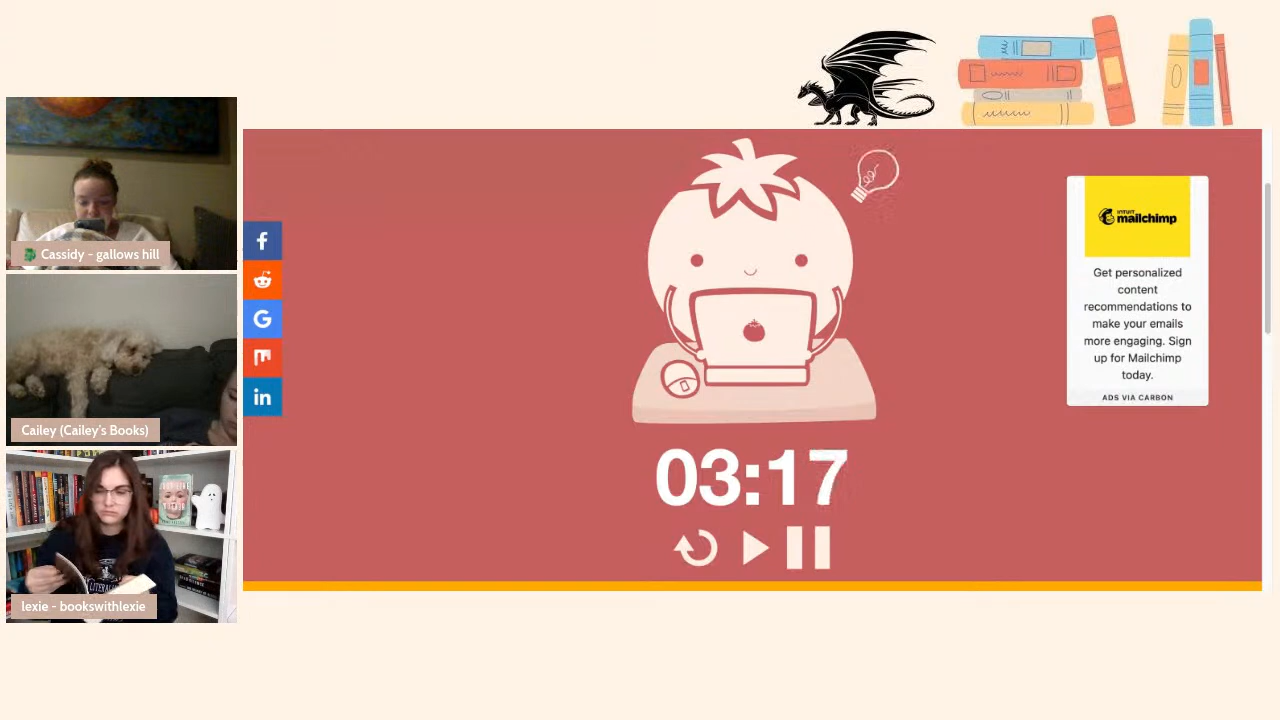 Cassidy - gallows hill
Cailey (Cailey's Books)
lexie - bookswithlexie
03:17
INTUIT
mailchimp
Get personalized
content
recommendations to
make your emails
more engaging. Sign
up for Mailchimp
today.
ADS VIA CARBON